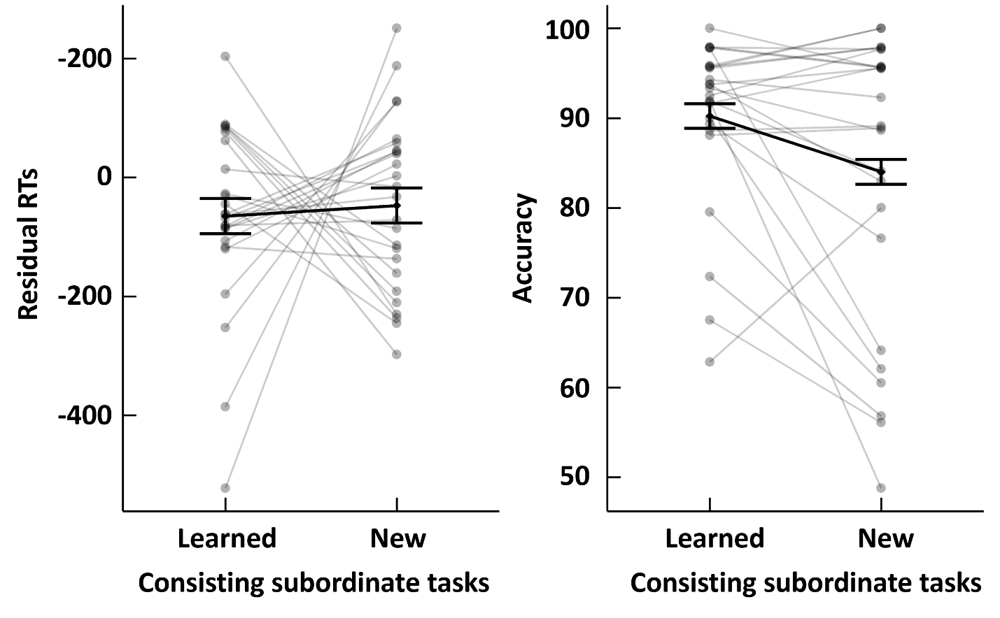 Residual RTs
-200
0
-200
-400
Learned
New
Consisting subordinate tasks
Accuracy
100
90
80
70
60
50
Learned
New
Consisting subordinate tasks